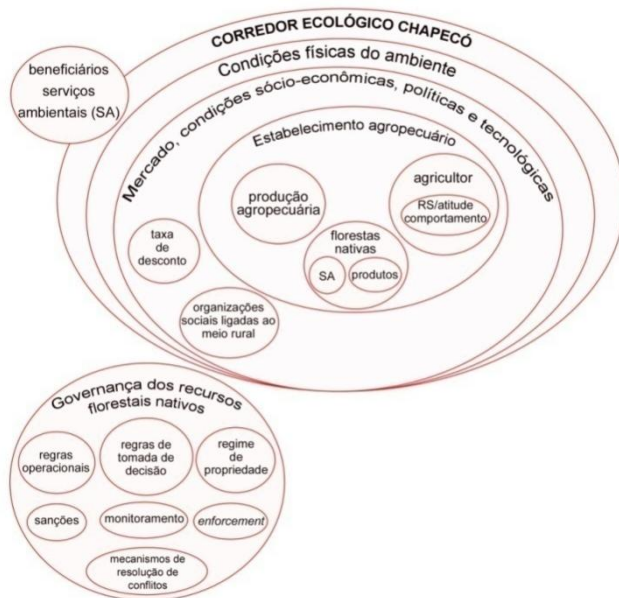 CORREDOR ECOLÓGICO CHAPECÓ
beneficiários
serviços
ambientais (SA)
Condições físicas do ambiente
Mercado, condições sócio-econômicas, políticas e tecnológicas
Estabelecimento agropecuário
produção
agropecuária
agricultor
RS/atitude
comportamento
florestas
nativas
SA
produtos
taxa
de
desconto
organizações
sociais ligadas ao
meio rural
Governança dos recursos
florestais nativos
regras
operacionais
regras de
tomada de
decisão
regime
de
propriedade
sanções
monitoramento
enforcement
mecanismos de
resolução de
conflitos